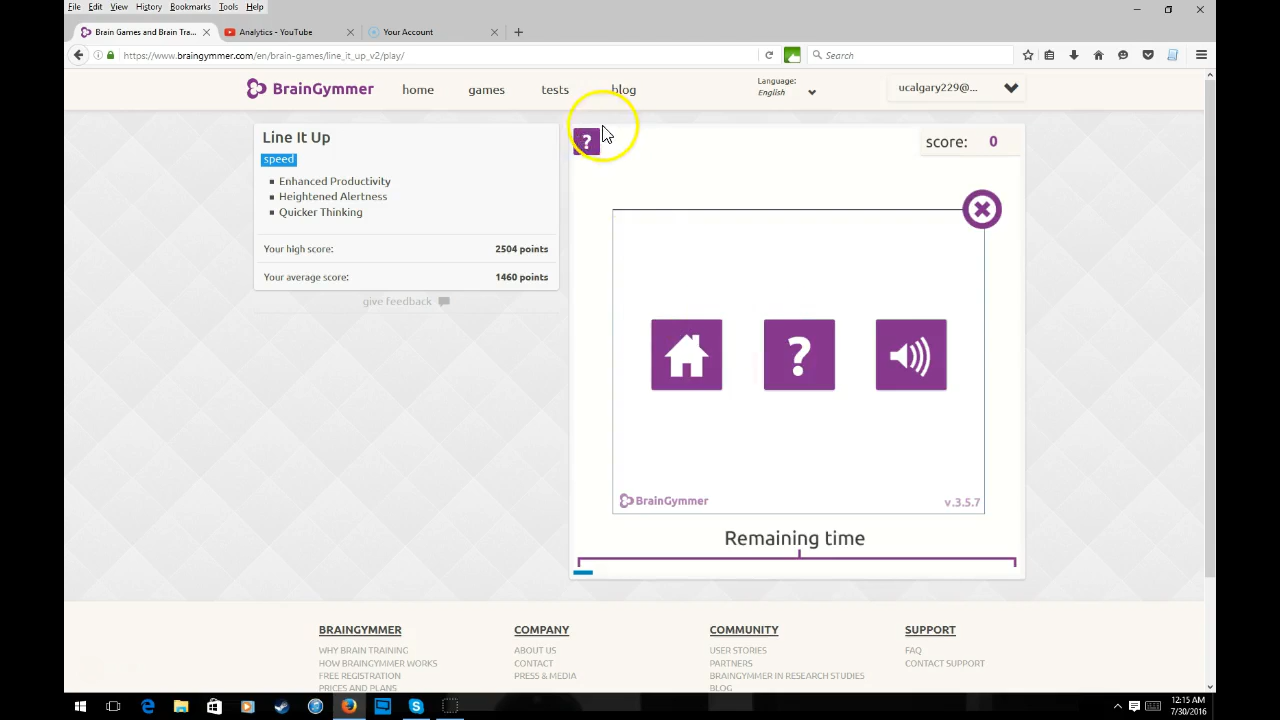 File Edit View History Bookmarks Tools Help
Brain Games and Brain Tra...
Analytics - YouTube
Your Account
https://www.braingymmer.com/en/brain-games/line_it_up_v2/play/
Search
BrainGymmer
home
games
tests
blog
Language:
English
ucalgary229@...
Line It Up
speed
Enhanced Productivity
Heightened Alertness
Quicker Thinking
Your high score: 2504 points
Your average score: 1460 points
give feedback
?
score: 0
?
BrainGymmer
v.3.5.7
Remaining time
BRAINGYMMER
WHY BRAIN TRAINING
HOW BRAINGYMMER WORKS
FREE REGISTRATION
PRICES AND PLANS
COMPANY
ABOUT US
CONTACT
PRESS & MEDIA
COMMUNITY
USER STORIES
PARTNERS
BRAINGYMMER IN RESEARCH STUDIES
BLOG
SUPPORT
FAQ
CONTACT SUPPORT
12:15 AM
7/30/2016